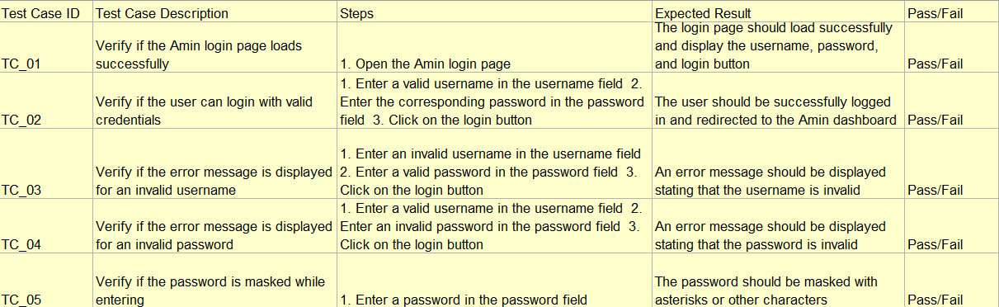 Test Case ID Test Case Description Steps Expected Result Pass/Fail
TC_01 Verify if the Amin login page loads
successfully 1. Open the Amin login page The login page should load successfully
and display the username, password,
and login button Pass/Fail
TC_02 Verify if the user can login with valid
credentials 1. Enter a valid username in the username field  2.
Enter the corresponding password in the password
field  3. Click on the login button The user should be successfully logged
in and redirected to the Amin dashboard Pass/Fail
TC_03 Verify if the error message is displayed
for an invalid username 1. Enter an invalid username in the username field
2. Enter a valid password in the password field  3.
Click on the login button An error message should be displayed
stating that the username is invalid Pass/Fail
TC_04 Verify if the error message is displayed
for an invalid password 1. Enter a valid username in the username field  2.
Enter an invalid password in the password field  3.
Click on the login button An error message should be displayed
stating that the password is invalid Pass/Fail
TC_05 Verify if the password is masked while
entering 1. Enter a password in the password field The password should be masked with
asterisks or other characters Pass/Fail